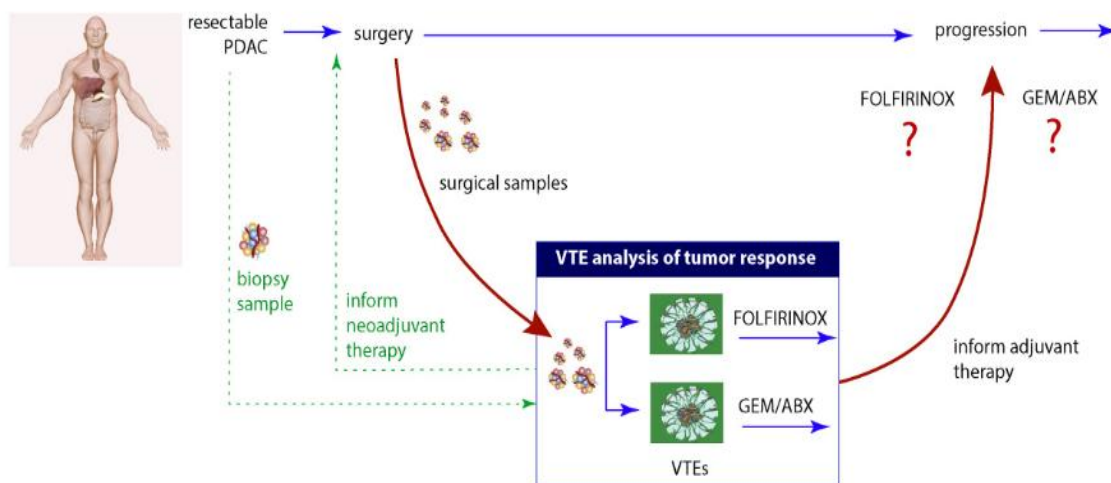 resectable
PDAC
surgery
progression
FOLFIRINOX
?
GEM/ABX
?
surgical samples
biopsy
sample
inform
neoadjuvant
therapy
VTE analysis of tumor response
FOLFIRINOX
GEM/ABX
VTEs
inform adjuvant
therapy